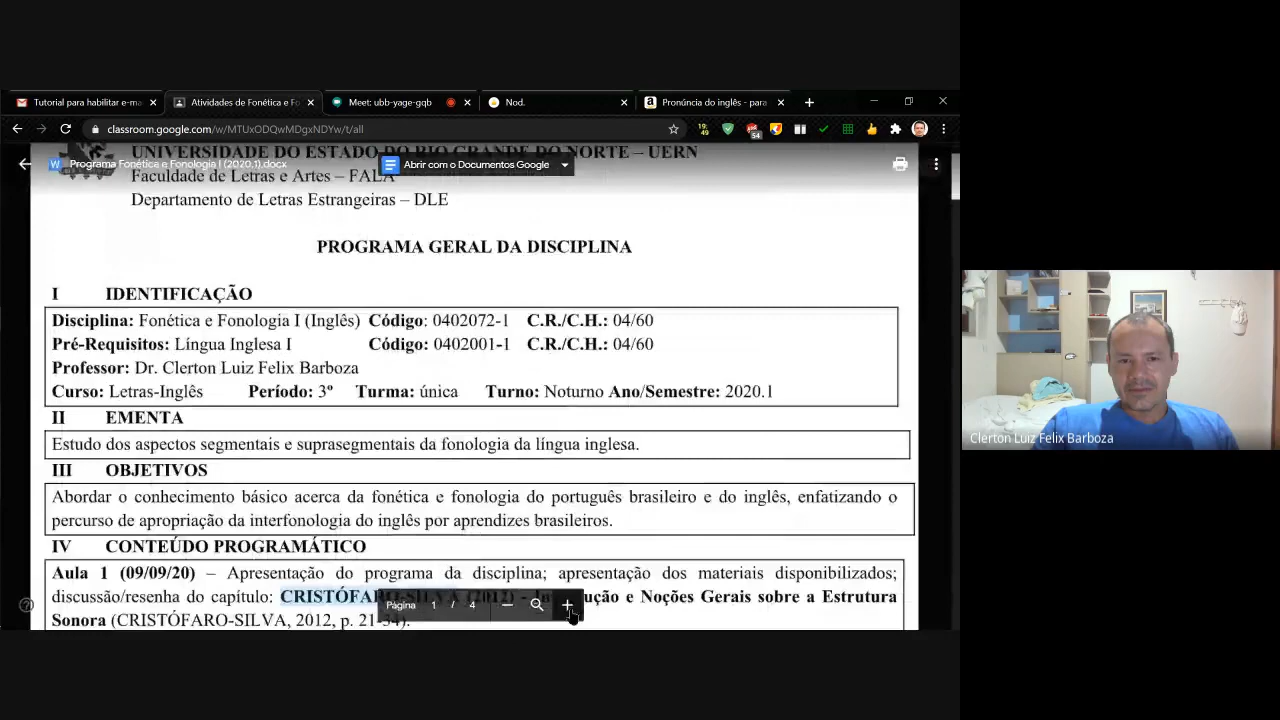 Tutorial para habilitar e-ma
Atividades de Fonética e Fo
Meet: ubb-yage-gqb
Nod.
Pronúncia do inglês - para
classroom.google.com/w/MTUxODQwMDgxNDYw/t/all
19:
49
54
UNIVERSIDADE DO ESTADO DO RIO GRANDE DO NORTE – UERN
W Programa Fonética e Fonologia I (2020.1).docx
Abrir com o Documentos Google
Faculdade de Letras e Artes – FALA
Departamento de Letras Estrangeiras – DLE
PROGRAMA GERAL DA DISCIPLINA
I IDENTIFICAÇÃO
Disciplina: Fonética e Fonologia I (Inglês) Código: 0402072-1 C.R./C.H.: 04/60
Pré-Requisitos: Língua Inglesa I Código: 0402001-1 C.R./C.H.: 04/60
Professor: Dr. Clerton Luiz Felix Barboza
Curso: Letras-Inglês Período: 3º Turma: única Turno: Noturno Ano/Semestre: 2020.1
II EMENTA
Estudo dos aspectos segmentais e suprasegmentais da fonologia da língua inglesa.
III OBJETIVOS
Abordar o conhecimento básico acerca da fonética e fonologia do português brasileiro e do inglês, enfatizando o
percurso de apropriação da interfonologia do inglês por aprendizes brasileiros.
IV CONTEÚDO PROGRAMÁTICO
Aula 1 (09/09/20) – Apresentação do programa da disciplina; apresentação dos materiais disponibilizados;
discussão/resenha do capítulo: CRISTÓFARO-SILVA (2012) - Introdução e Noções Gerais sobre a Estrutura
Página 1 / 4
Sonora (CRISTÓFARO-SILVA, 2012, p. 21-34).
Clerton Luiz Felix Barboza